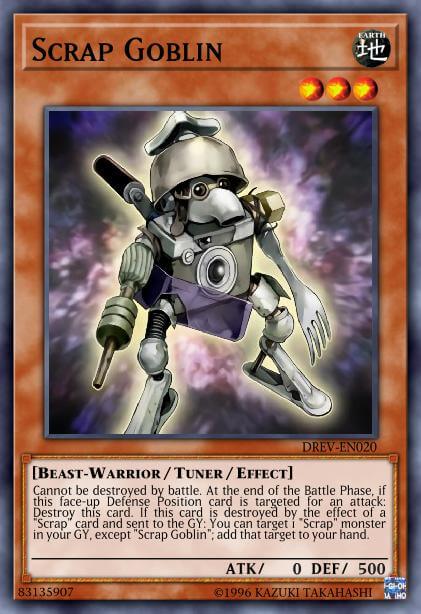 SCRAP GOBLIN
EARTH
地
DREV-EN020
[BEAST-WARRIOR / TUNER / EFFECT]
Cannot be destroyed by battle. At the end of the Battle Phase, if
this face-up Defense Position card is targeted for an attack:
Destroy this card. If this card is destroyed by the effect of a
"Scrap" card and sent to the GY: You can target 1 "Scrap" monster
in your GY, except "Scrap Goblin"; add that target to your hand.
ATK/ 0 DEF/ 500
83135907
©1996 KAZUKI TAKAHASHI